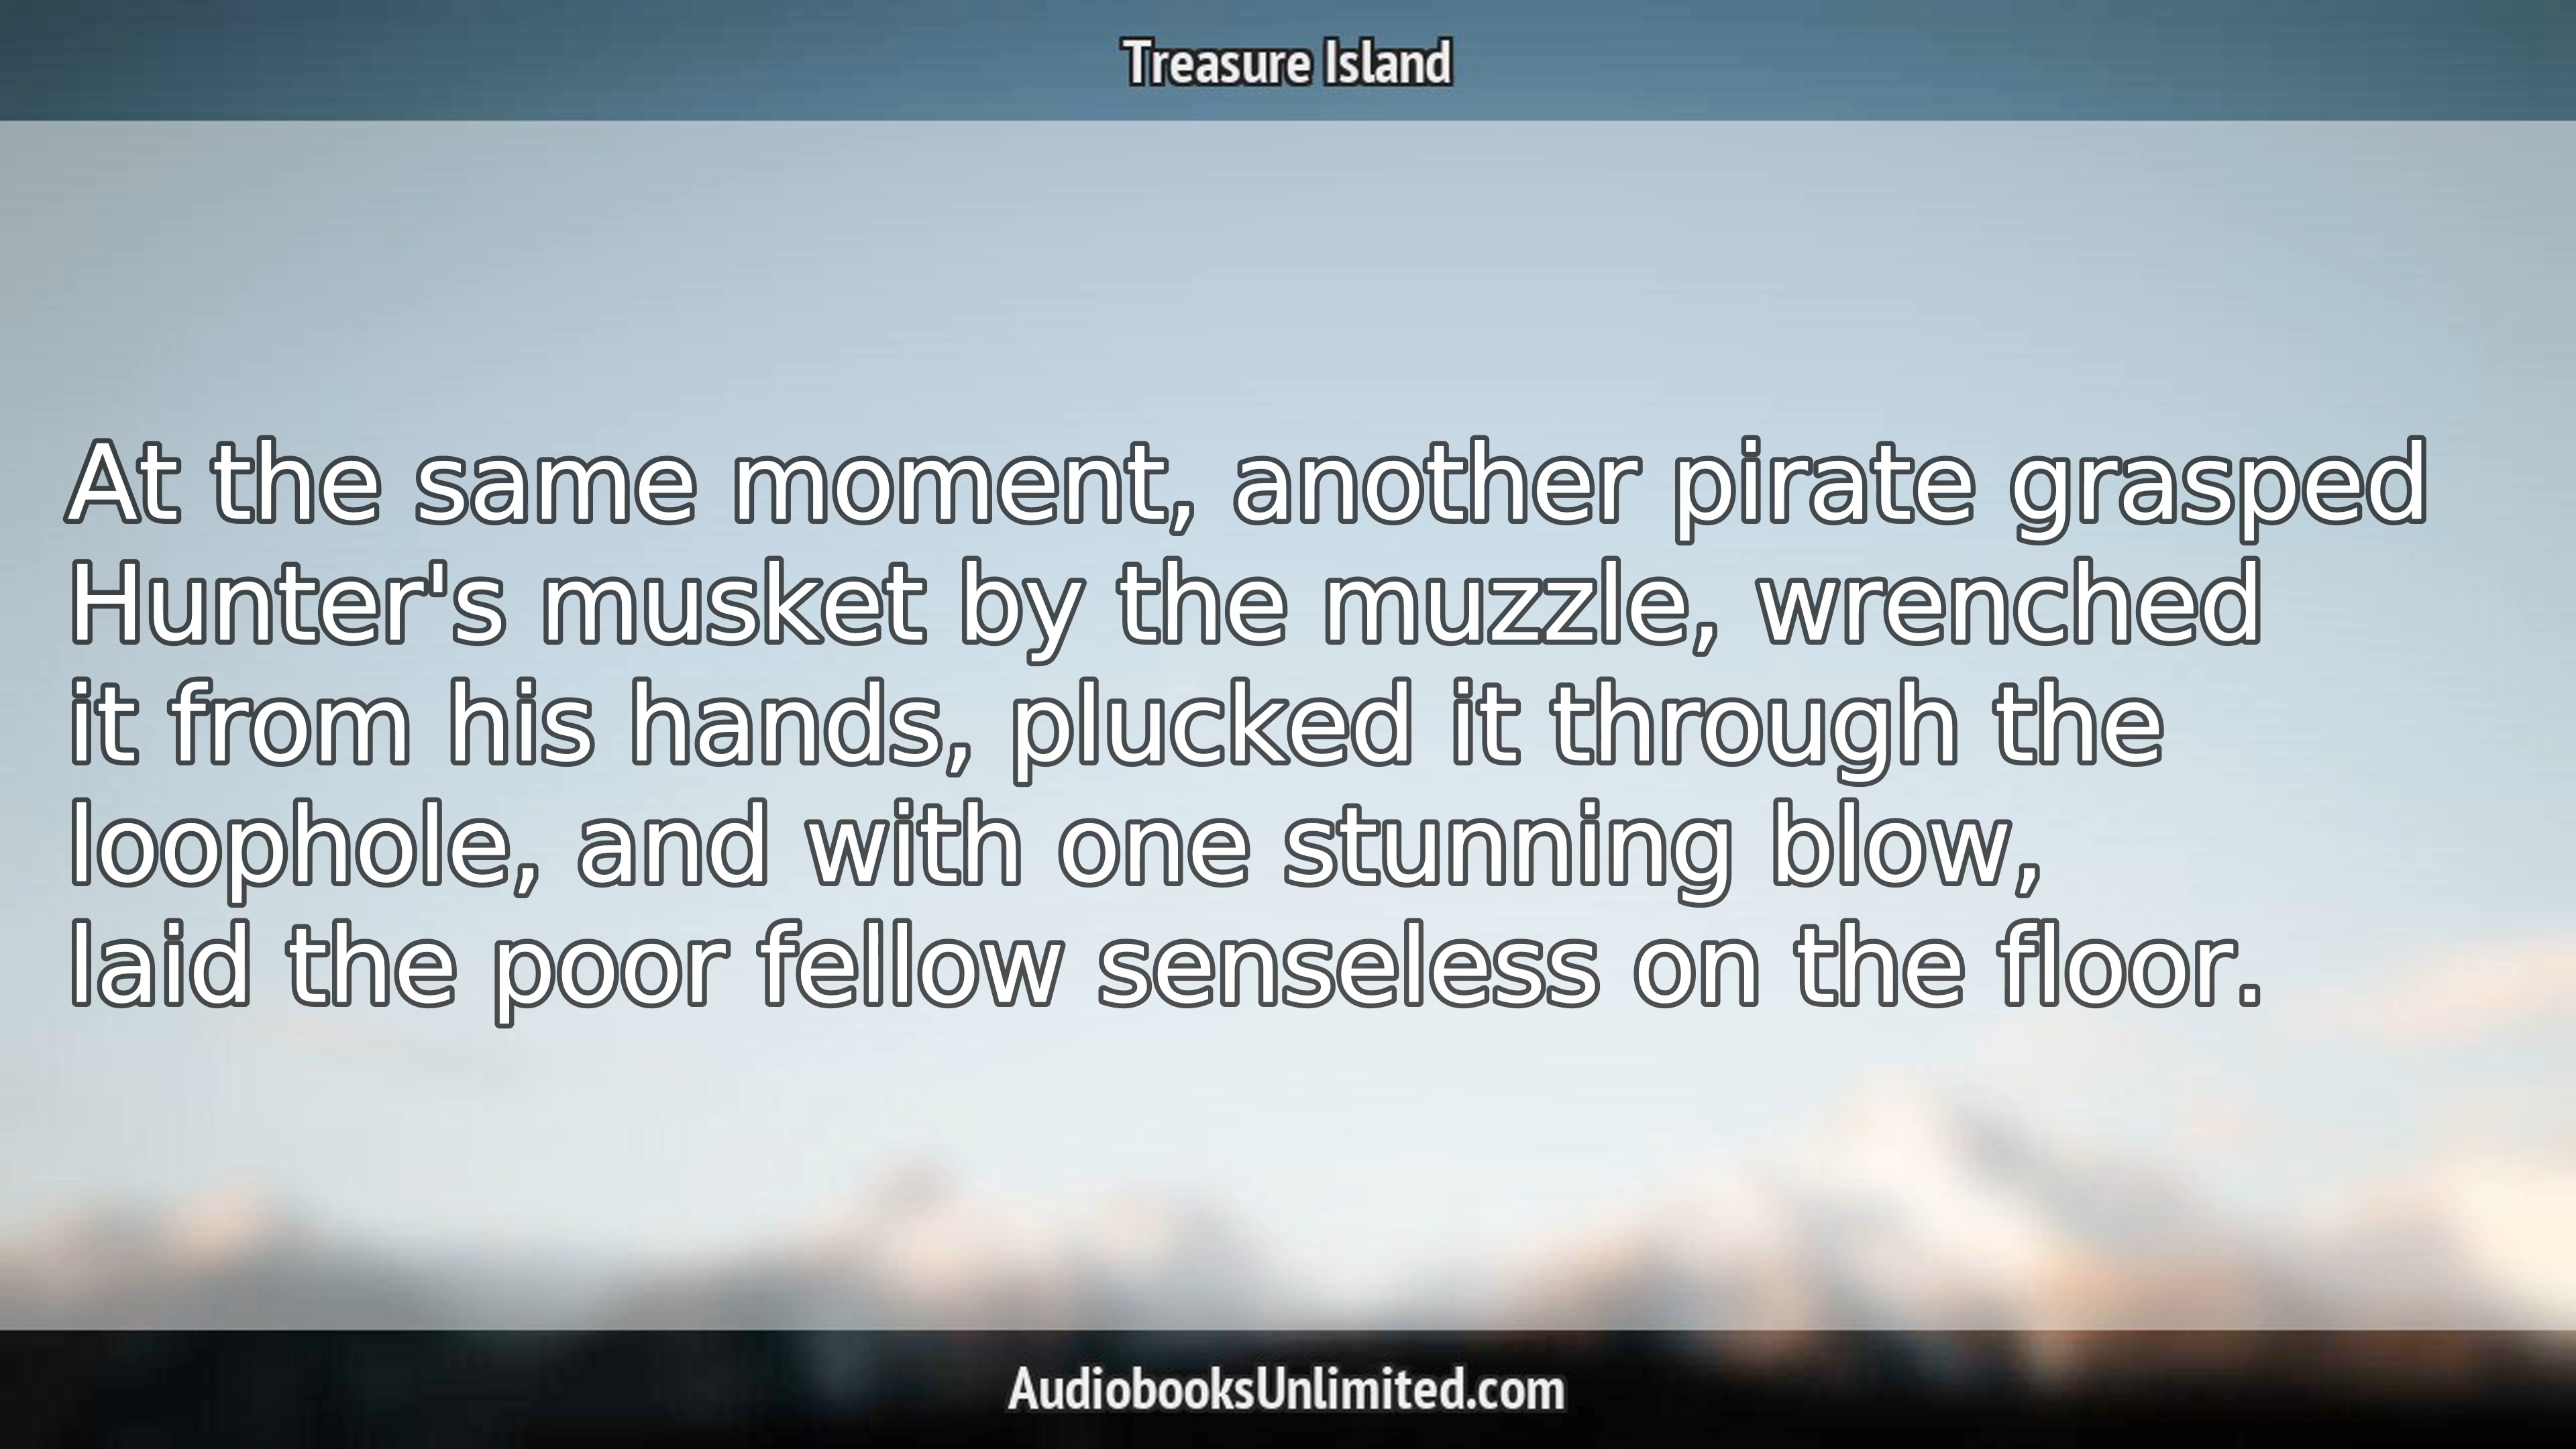 Treasure Island
At the same moment, another pirate grasped
Hunter's musket by the muzzle, wrenched
it from his hands, plucked it through the
loophole, and with one stunning blow,
laid the poor fellow senseless on the floor.
AudiobooksUnlimited.com